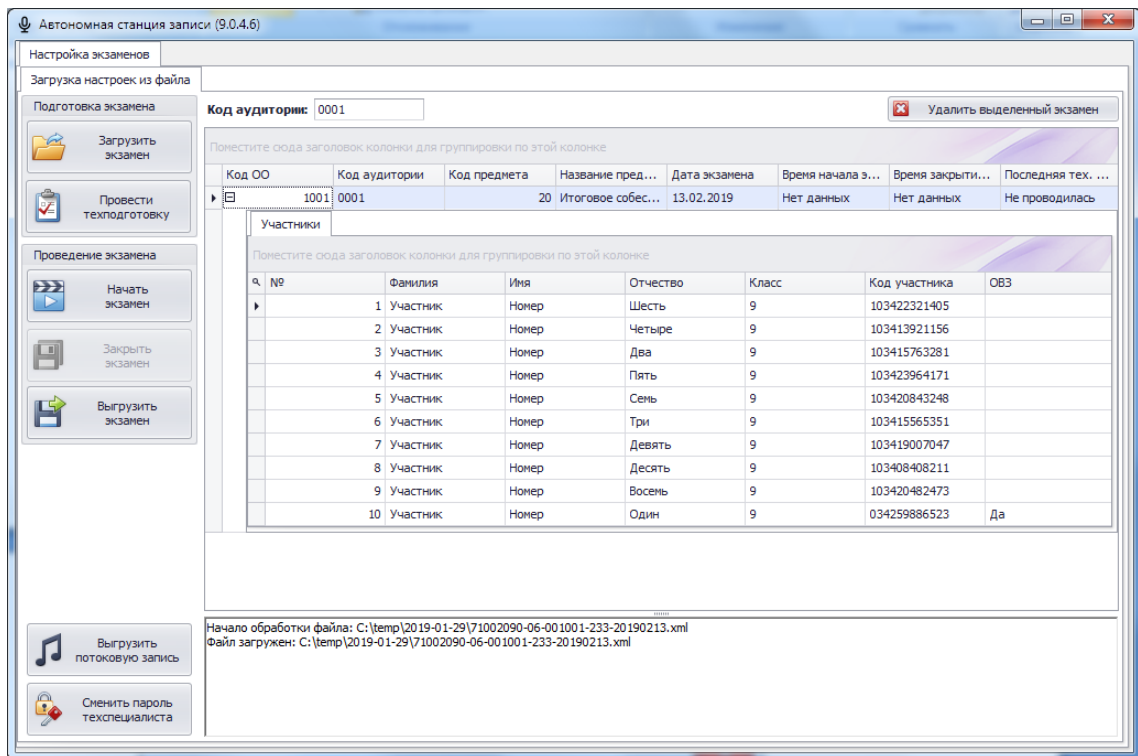 Автономная станция записи (9.0.4.6)
Настройка экзаменов
Загрузка настроек из файла
Подготовка экзамена
Загрузить
экзамен
Провести
техподготовку
Проведение экзамена
Начать
экзамен
Закрыть
экзамен
Выгрузить
экзамен
Выгрузить
потоковую запись
Сменить пароль
техспециалиста
Код аудитории: 0001
Удалить выделенный экзамен
Поместите сюда заголовок колонки для группировки по этой колонке
Код ОО Код аудитории Код предмета Название пред... Дата экзамена Время начала э... Время закрыти... Последняя тех. ...
1001 0001 20 Итоговое собес... 13.02.2019 Нет данных Нет данных Не проводилась
Участники
Поместите сюда заголовок колонки для группировки по этой колонке
№ Фамилия Имя Отчество Класс Код участника ОВЗ
1 Участник Номер Шесть 9 103422321405
2 Участник Номер Четыре 9 103413921156
3 Участник Номер Два 9 103415763281
4 Участник Номер Пять 9 103423964171
5 Участник Номер Семь 9 103420843248
6 Участник Номер Три 9 103415565351
7 Участник Номер Девять 9 103419007047
8 Участник Номер Десять 9 103408408211
9 Участник Номер Восемь 9 103420482473
10 Участник Номер Один 9 034259886523 Да
Начало обработки файла: C:\temp\2019-01-29\71002090-06-001001-233-20190213.xml
Файл загружен: C:\temp\2019-01-29\71002090-06-001001-233-20190213.xml